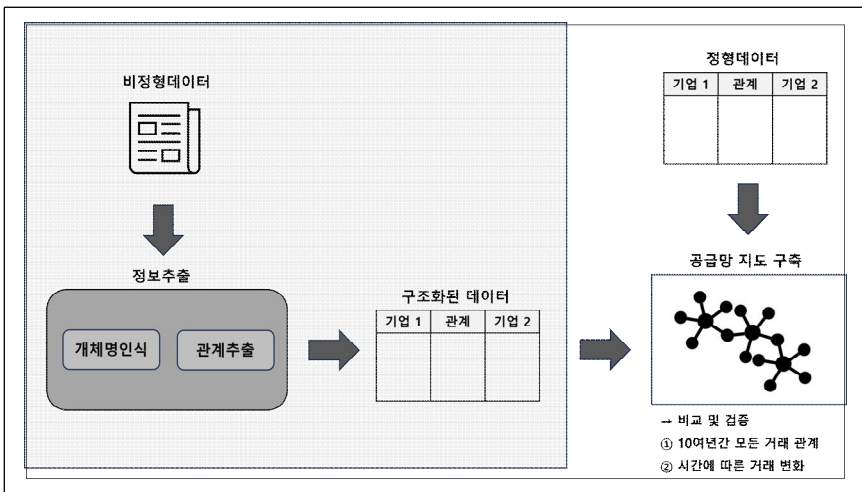 비정형데이터
정보추출
개체명인식
관계추출
구조화된 데이터
기업 1 관계 기업 2
정형데이터
기업 1 관계 기업 2
공급망 지도 구축
→ 비교 및 검증
① 10여년간 모든 거래 관계
② 시간에 따른 거래 변화